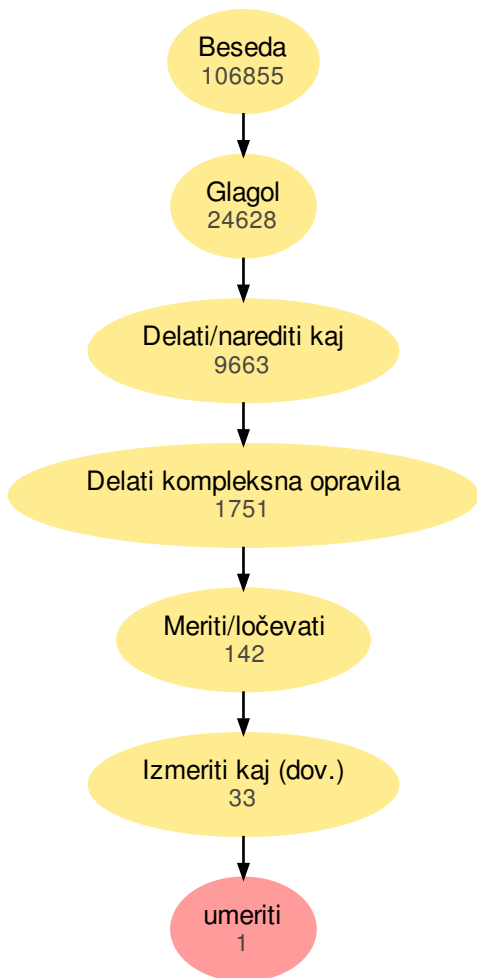 Beseda
106855
Glagol
24628
Delati/narediti kaj
9663
Delati kompleksna opravila
1751
Meriti/ločevati
142
Izmeriti kaj (dov.)
33
umeriti
1